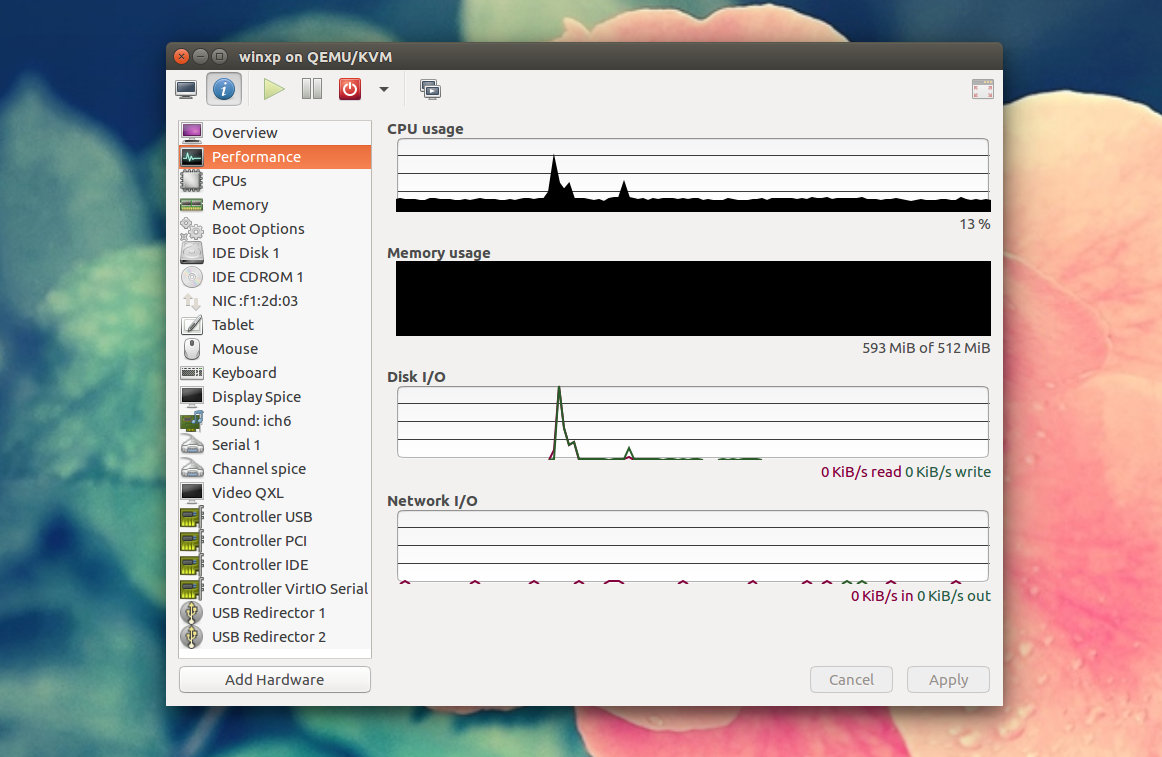 winxp on QEMU/KVM
Overview
Performance
CPUs
Memory
Boot Options
IDE Disk 1
IDE CDROM 1
NIC :f1:2d:03
Tablet
Mouse
Keyboard
Display Spice
Sound: ich6
Serial 1
Channel spice
Video QXL
Controller USB
Controller PCI
Controller IDE
Controller VirtIO Serial
USB Redirector 1
USB Redirector 2
Add Hardware
CPU usage
13 %
Memory usage
593 MiB of 512 MiB
Disk I/O
0 KiB/s read 0 KiB/s write
Network I/O
0 KiB/s in 0 KiB/s out
Cancel
Apply